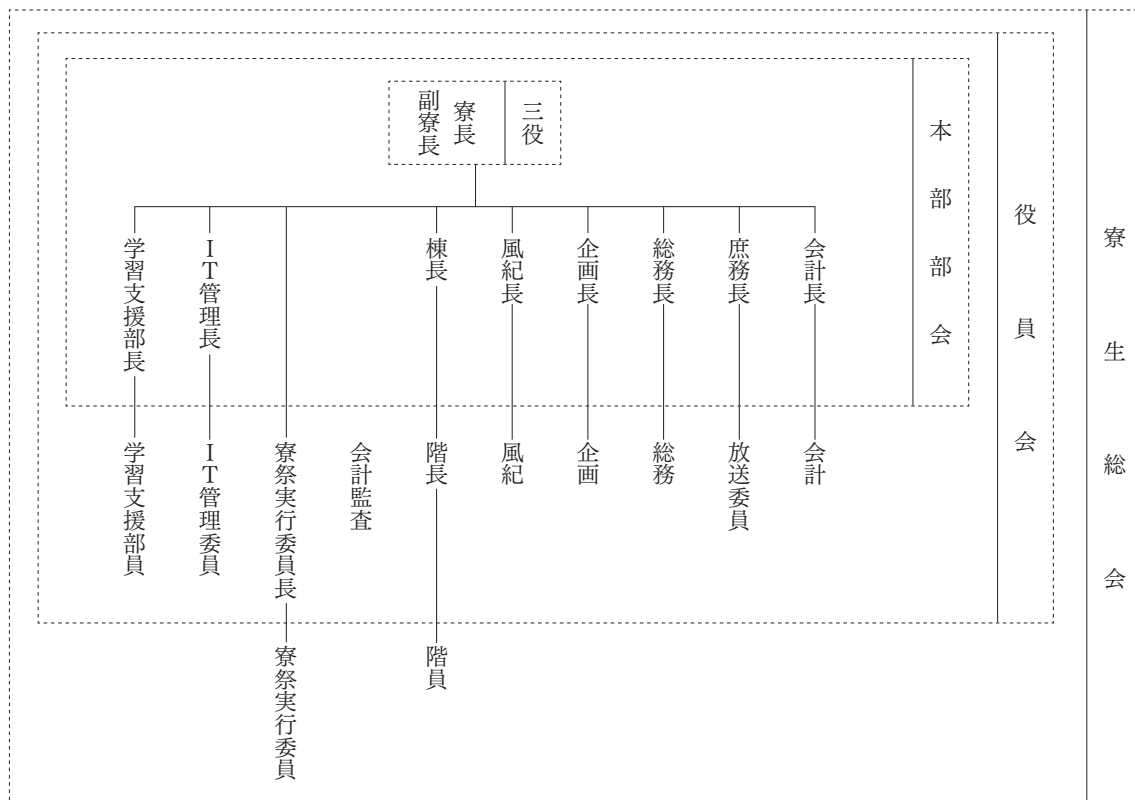 寮生総会
役員会
本部会
三役
寮長
副寮長
会計長
庶務長
総務長
企画長
風紀長
棟長
IT管理長
学習支援部長
会計
放送委員
総務
企画
風紀
階長
会計監査
寮祭実行委員長
IT管理委員
学習支援部員
階員
寮祭実行委員